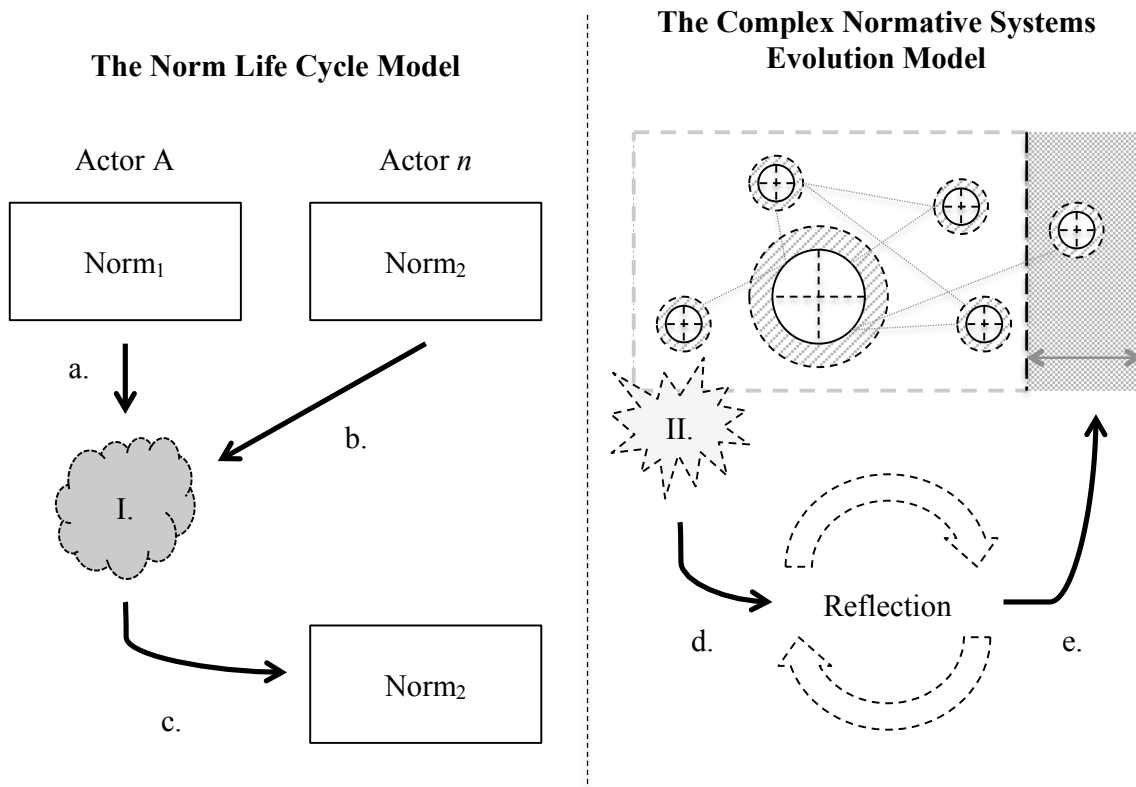 The Norm Life Cycle Model
Actor A
Actor n
Norm₁
Norm₂
a.
b.
I.
Norm₂
c.
The Complex Normative Systems
Evolution Model
II.
Reflection
d.
e.